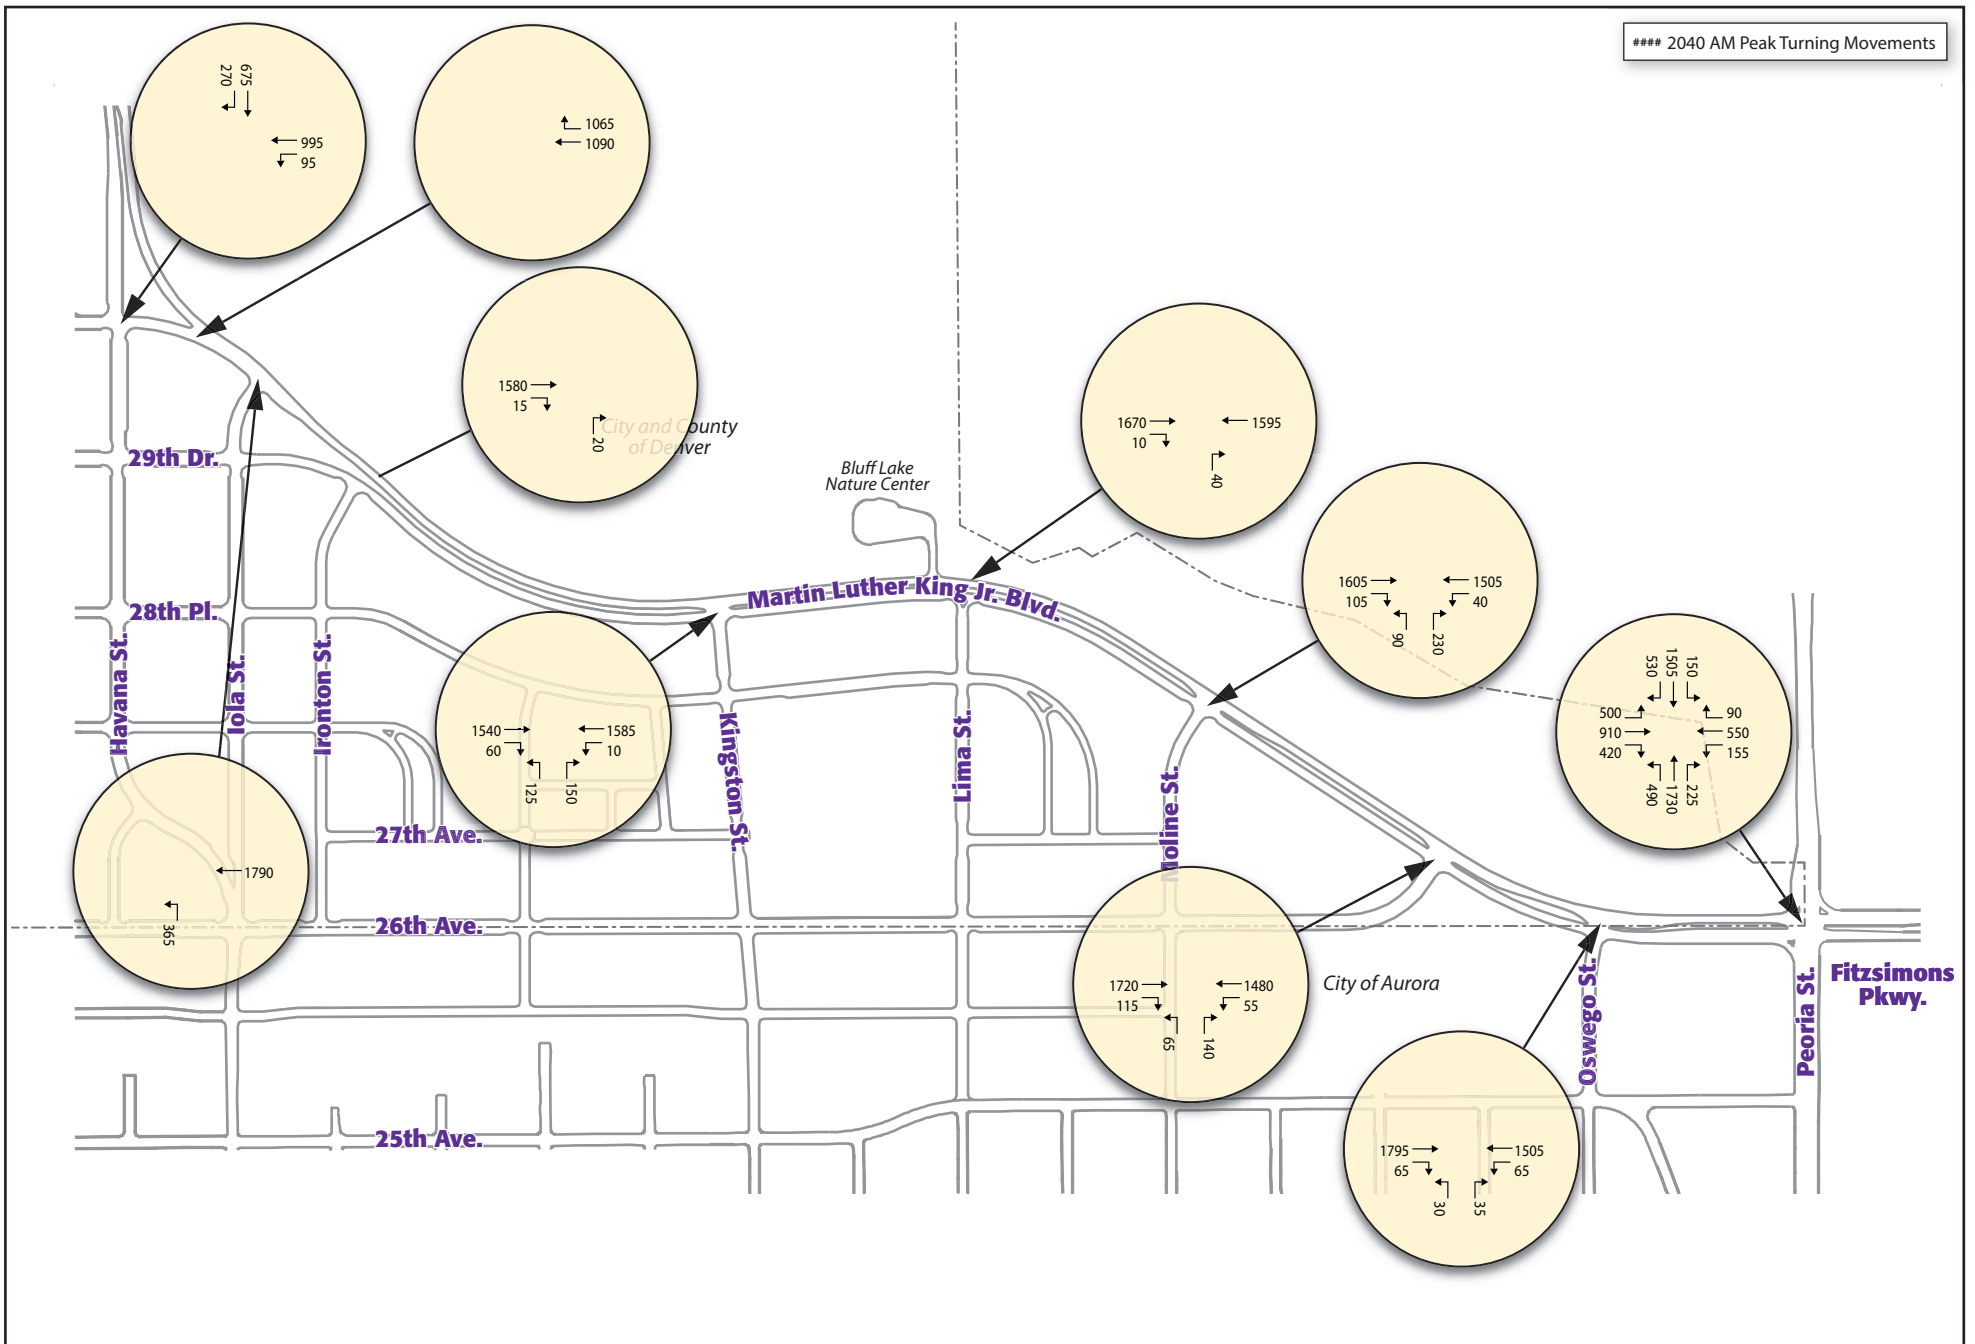 #### 2040 AM Peak Turning Movements
270
675
995
95
1065
1090
1580
15
20
City and County
of Denver
1670
10
1595
40
Bluff Lake
Nature Center
29th Dr.
28th Pl.
Martin Luther King Jr. Blvd.
1605
105
1505
40
90
230
530
1505
150
500
910
420
90
550
155
490
1730
225
Havana St.
Iola St.
Ironton St.
1540
60
1585
10
125
150
Kingston St.
Lima St.
Moline St.
27th Ave.
1790
365
26th Ave.
1720
115
1480
55
65
140
City of Aurora
Oswego St.
Peoria St.
Fitzsimons
Pkwy.
25th Ave.
1795
65
1505
65
30
35